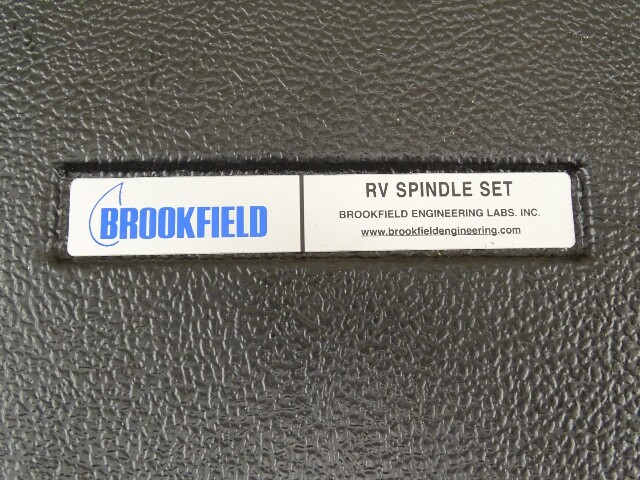 BROOKFIELD
RV SPINDLE SET
BROOKFIELD ENGINEERING LABS. INC.
www.brookfieldengineering.com